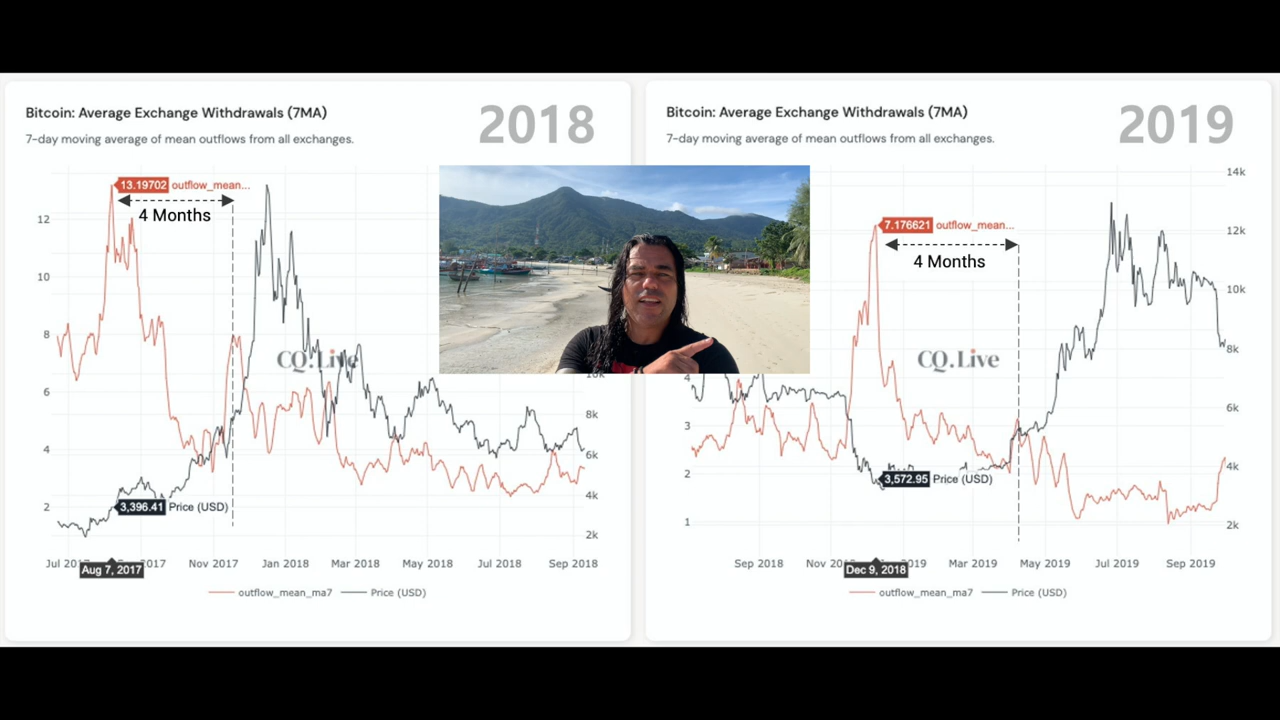 Bitcoin: Average Exchange Withdrawals (7MA)
2018
7-day moving average of mean outflows from all exchanges.
13.19702 outflow_mean...
4 Months
12
10
8
6
4
2
8k
6k
4k
2k
CQ.Live
3,396.41 Price (USD)
Nov 2017 Jan 2018 Mar 2018 May 2018 Jul 2018 Sep 2018
Aug 7, 2017
outflow_mean_ma7 Price (USD)
Bitcoin: Average Exchange Withdrawals (7MA)
2019
7-day moving average of mean outflows from all exchanges.
14k
7.176621 outflow_mean...
12k
4 Months
10k
8k
6k
4k
2k
4
3
2
1
CQ.Live
3,572.95 Price (USD)
Sep 2018 Mar 2019 May 2019 Jul 2019 Sep 2019
Dec 9, 2018
outflow_mean_ma7 Price (USD)